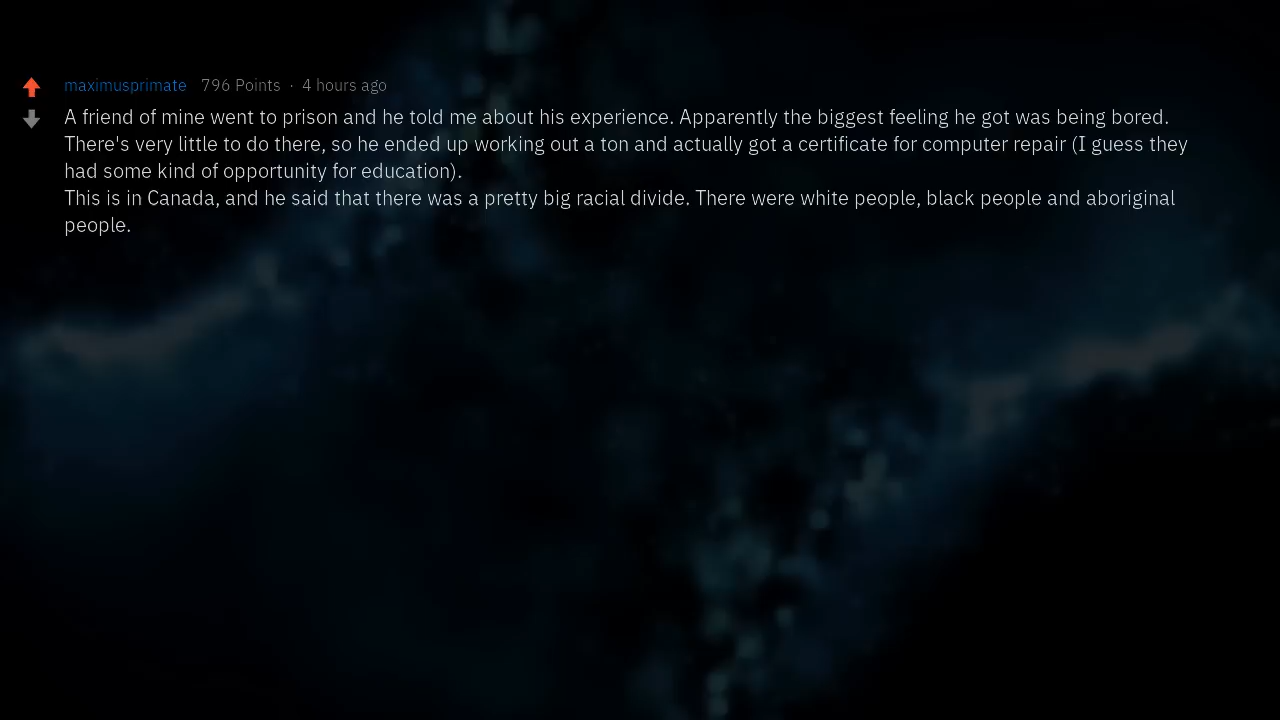 maximusprimate 796 Points · 4 hours ago
A friend of mine went to prison and he told me about his experience. Apparently the biggest feeling he got was being bored.
There's very little to do there, so he ended up working out a ton and actually got a certificate for computer repair (I guess they
had some kind of opportunity for education).
This is in Canada, and he said that there was a pretty big racial divide. There were white people, black people and aboriginal
people.